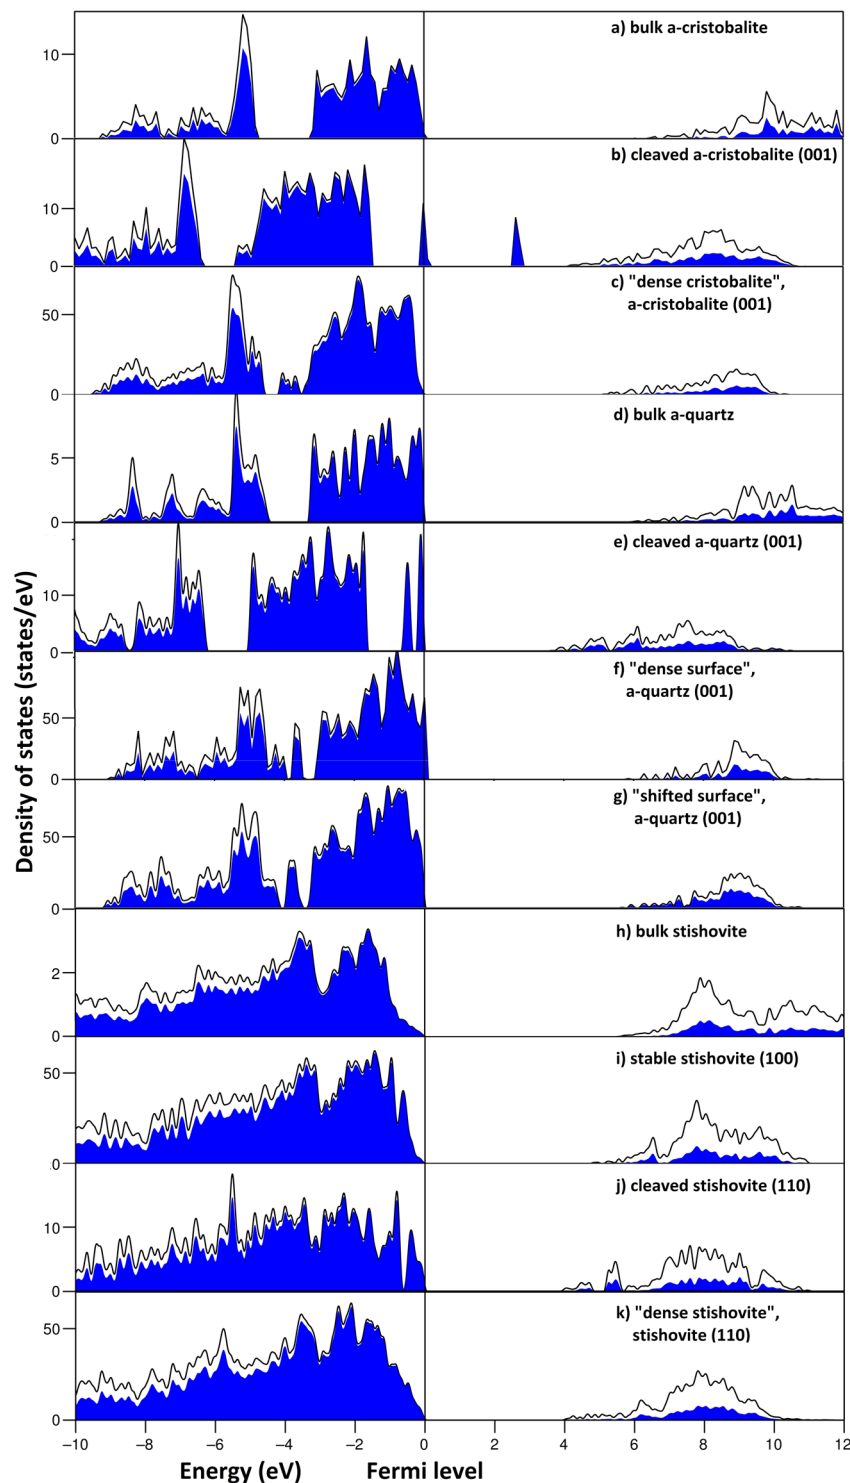 a) bulk a-cristobalite
10
0
b) cleaved a-cristobalite (001)
10
0
c) "dense cristobalite",
a-cristobalite (001)
50
0
d) bulk a-quartz
5
0
e) cleaved a-quartz (001)
10
0
f) "dense surface",
a-quartz (001)
50
0
g) "shifted surface",
a-quartz (001)
50
0
h) bulk stishovite
2
0
i) stable stishovite (100)
50
0
j) cleaved stishovite (110)
10
0
k) "dense stishovite",
stishovite (110)
50
0
Density of states (states/eV)
−10 −8 −6 −4 −2 0 2 4 6 8 10 12
Energy (eV) Fermi level